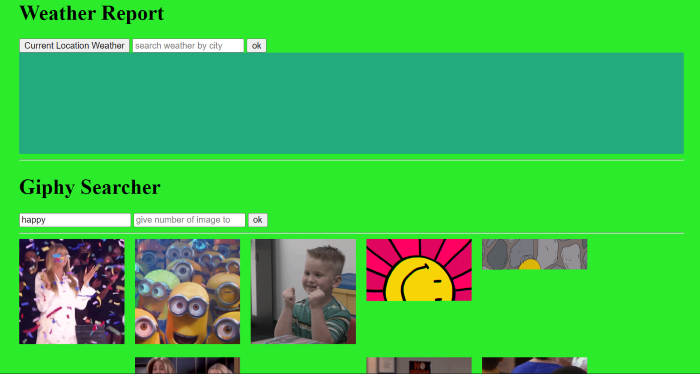 Weather Report
Current Location Weather search weather by city ok
Giphy Searcher
happy give number of image to ok